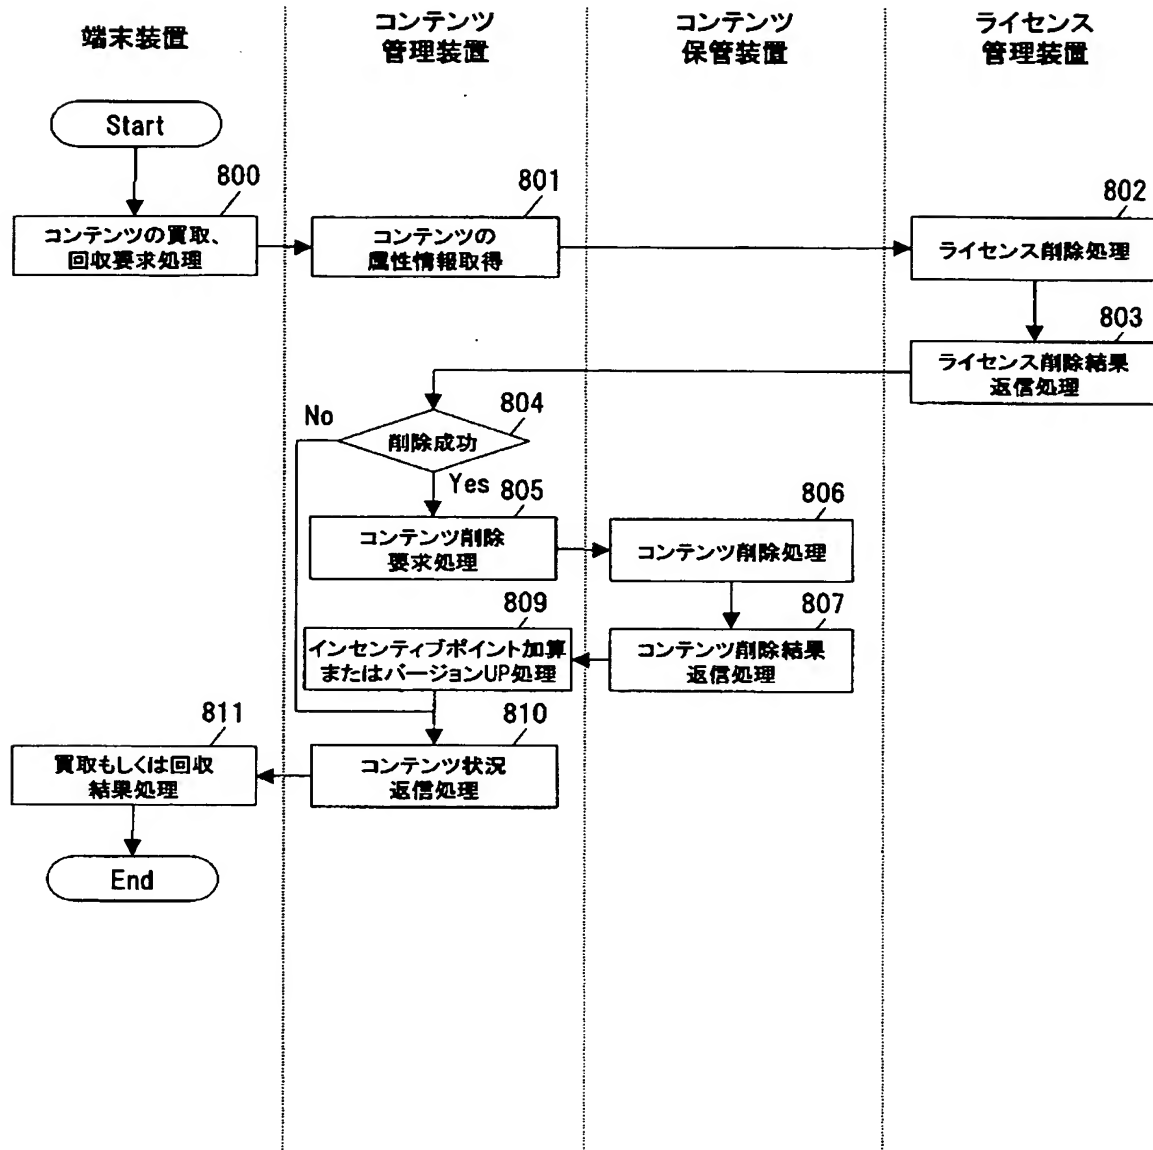 端末装置
コンテンツ
管理装置
コンテンツ
保管装置
ライセンス
管理装置
Start
800
コンテンツの買取、
回収要求処理
801
コンテンツの
属性情報取得
802
ライセンス削除処理
803
ライセンス削除結果
返信処理
804
No
削除成功
Yes
805
コンテンツ削除
要求処理
806
コンテンツ削除処理
807
コンテンツ削除結果
返信処理
809
インセンティブポイント加算
またはバージョンUP処理
810
コンテンツ状況
返信処理
811
買取もしくは回収
結果処理
End